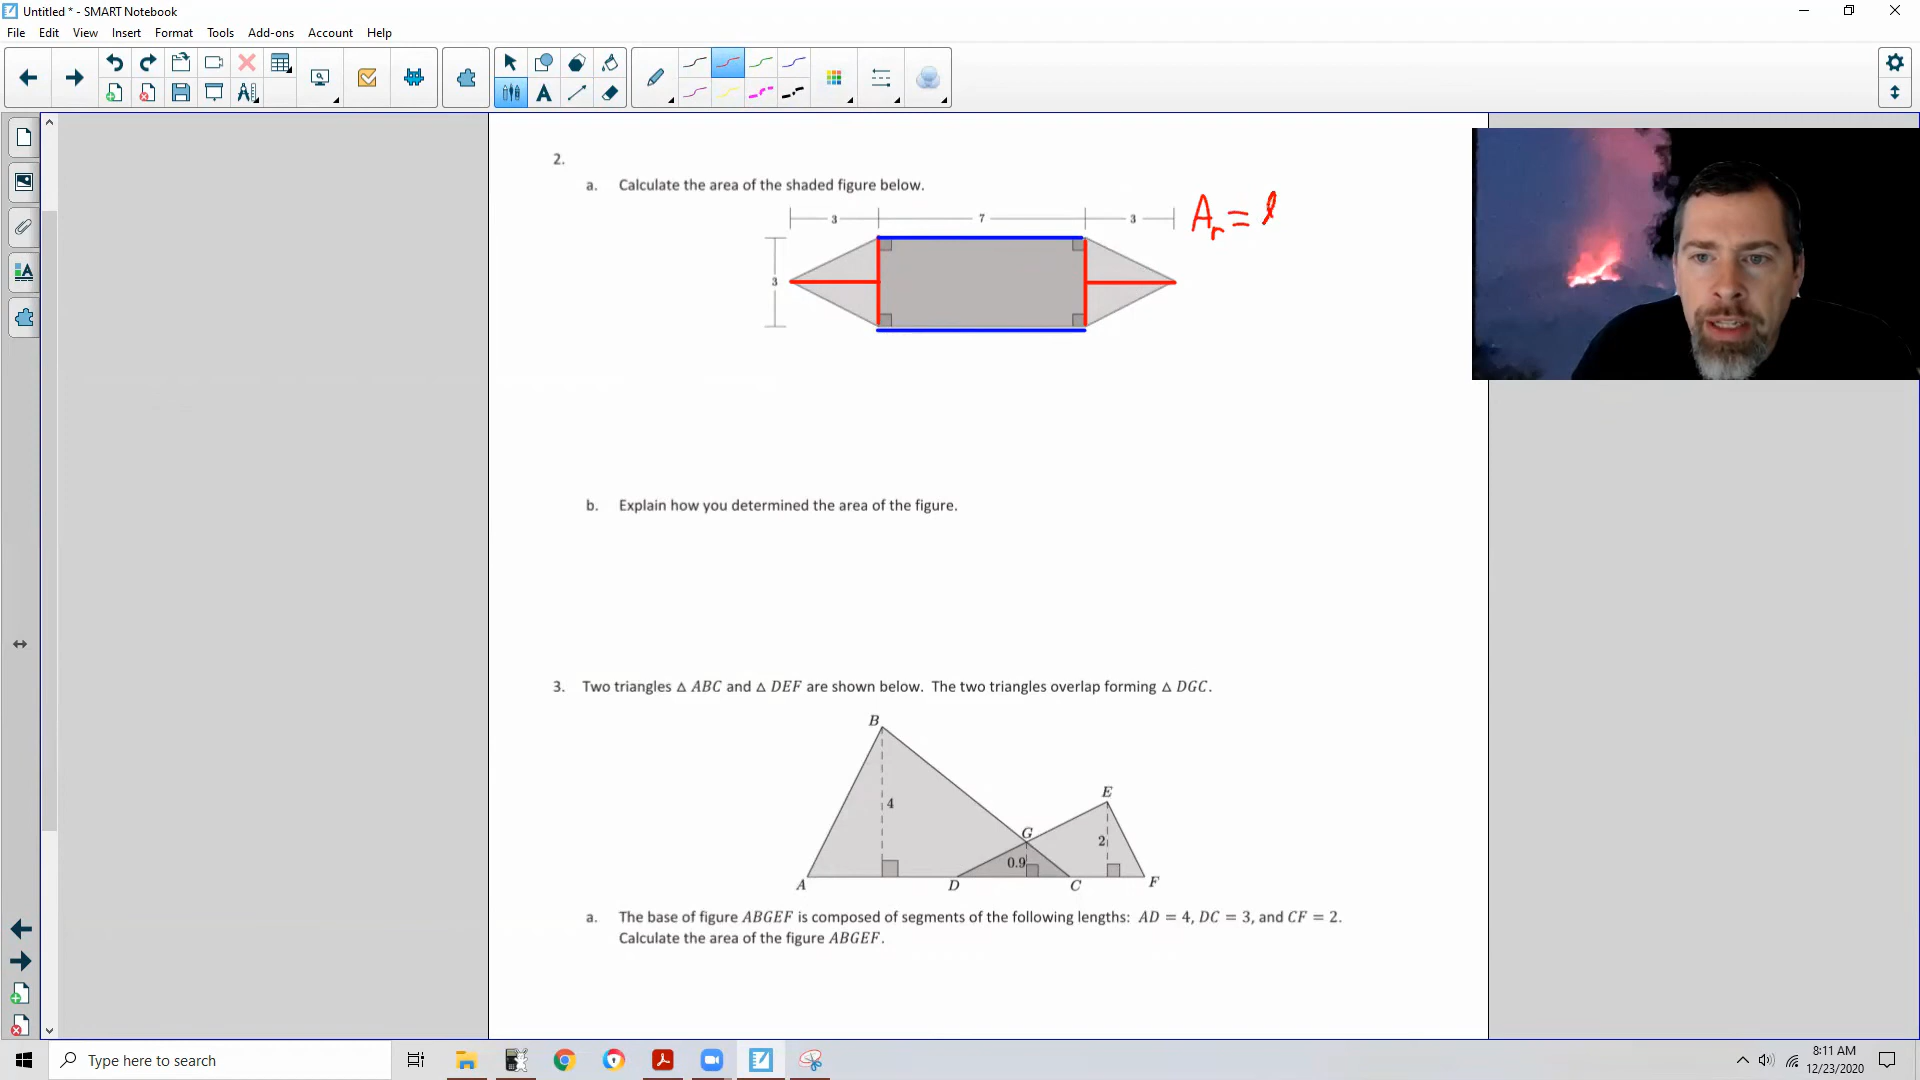 Untitled * - SMART Notebook
File Edit View Insert Format Tools Add-ons Account Help
2.
a. Calculate the area of the shaded figure below.
3 7 3
Ar = l
3
b. Explain how you determined the area of the figure.
3. Two triangles △ ABC and △ DEF are shown below. The two triangles overlap forming △ DGC.
B
E
4
G
2
0.9
A D C F
a. The base of figure ABGEF is composed of segments of the following lengths: AD = 4, DC = 3, and CF = 2.
Calculate the area of the figure ABGEF.
Type here to search
8:11 AM
12/23/2020